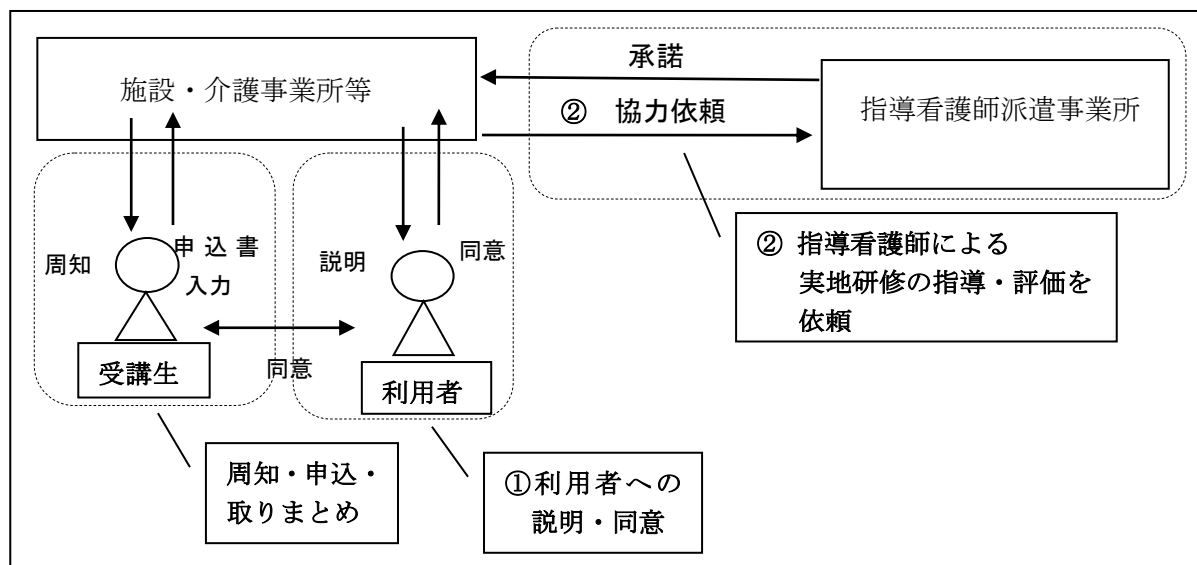 承諾
施設・介護事業所等
指導看護師派遣事業所
② 協力依頼
周知
申込書
入力
説明
同意
同意
受講生
利用者
② 指導看護師による
実地研修の指導・評価を
依頼
周知・申込・
取りまとめ
①利用者への
説明・同意